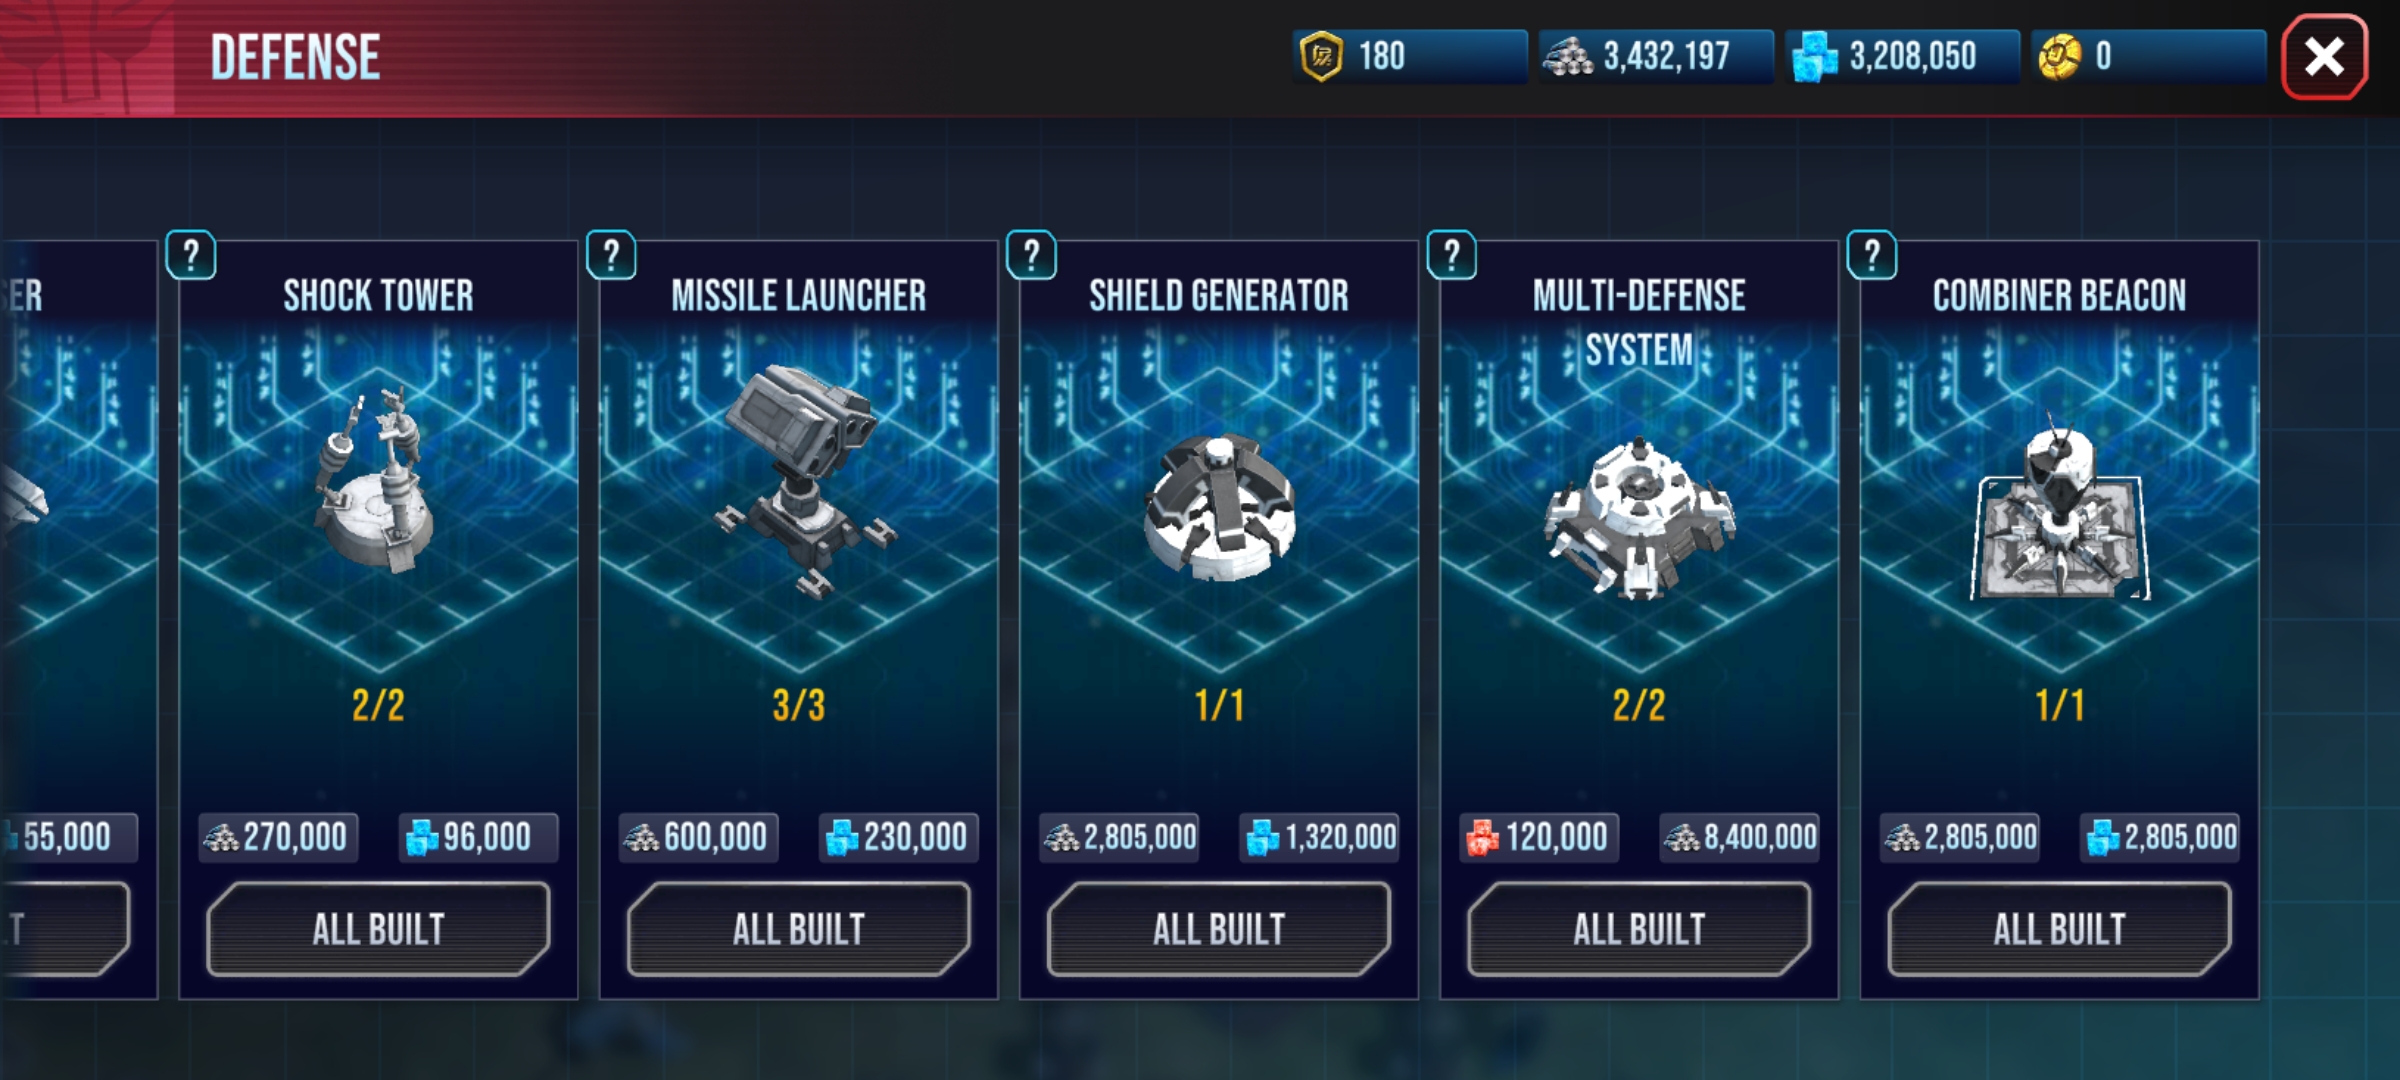 DEFENSE
180
3,432,197
3,208,050
0
SER
? SHOCK TOWER
? MISSILE LAUNCHER
? SHIELD GENERATOR
? MULTI-DEFENSE
SYSTEM
? COMBINER BEACON
2/2
3/3
1/1
2/2
1/1
55,000
270,000 96,000
600,000 230,000
2,805,000 1,320,000
120,000 8,400,000
2,805,000 2,805,000
LT
ALL BUILT
ALL BUILT
ALL BUILT
ALL BUILT
ALL BUILT